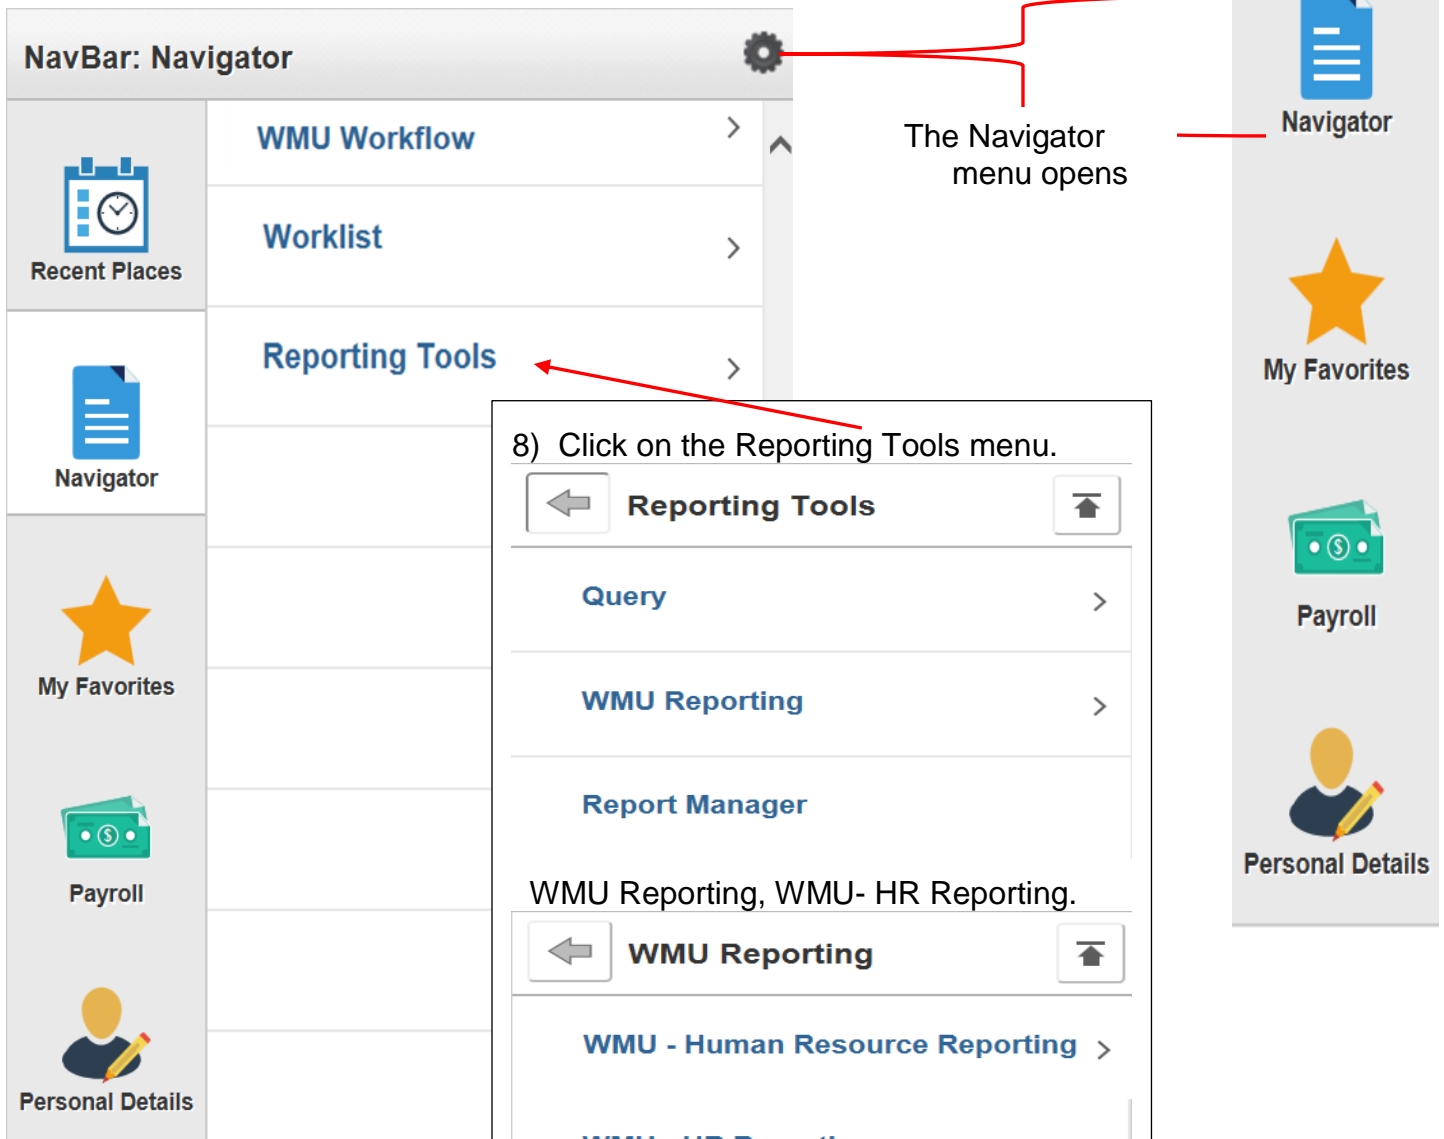 NavBar: Navigator
WMU Workflow
Worklist
Reporting Tools
Recent Places
Navigator
My Favorites
Payroll
Personal Details
The Navigator
menu opens
8) Click on the Reporting Tools menu.
Reporting Tools
Query
WMU Reporting
Report Manager
WMU Reporting, WMU- HR Reporting.
WMU Reporting
WMU - Human Resource Reporting
Navigator
My Favorites
Payroll
Personal Details